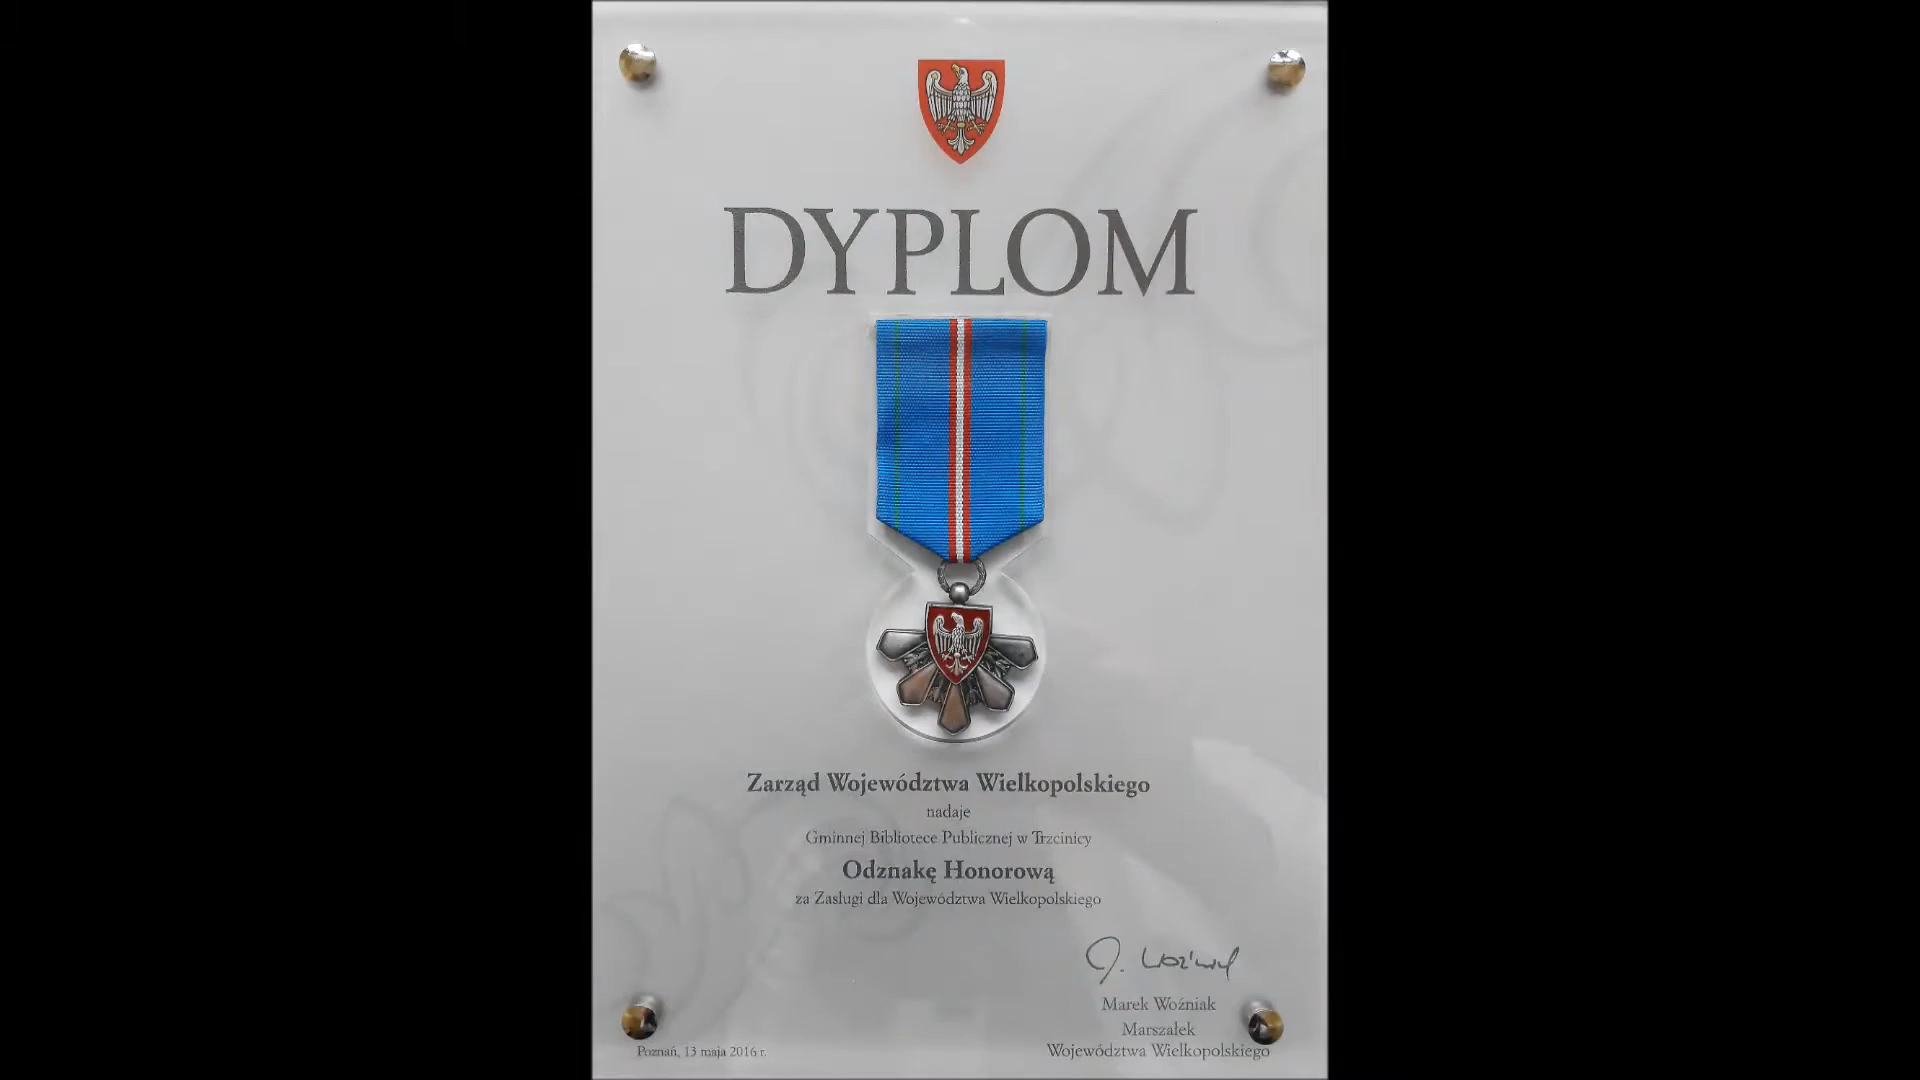 DYPLOM
Zarząd Województwa Wielkopolskiego
nadaje
Gminnej Bibliotece Publicznej w Trzcinicy
Odznakę Honorową
za Zasługi dla Województwa Wielkopolskiego
Marek Woźniak
Marszałek
Województwa Wielkopolskiego
Poznań, 13 maja 2016 r.